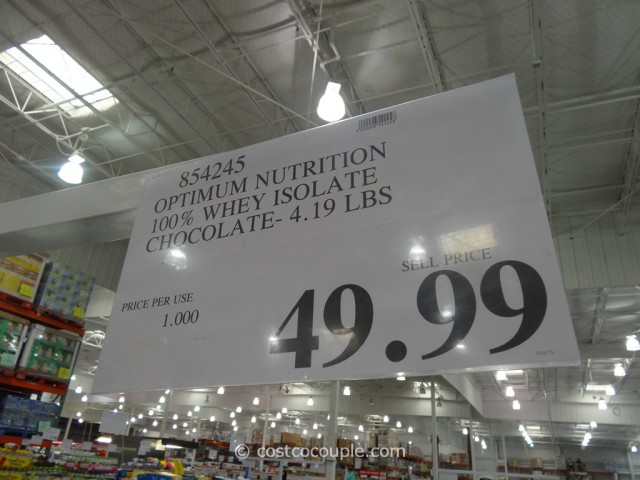 854245
OPTIMUM NUTRITION
100% WHEY ISOLATE
CHOCOLATE- 4.19 LBS
SELL PRICE
PRICE PER USE
1.000
49.99
© costcocouple.com